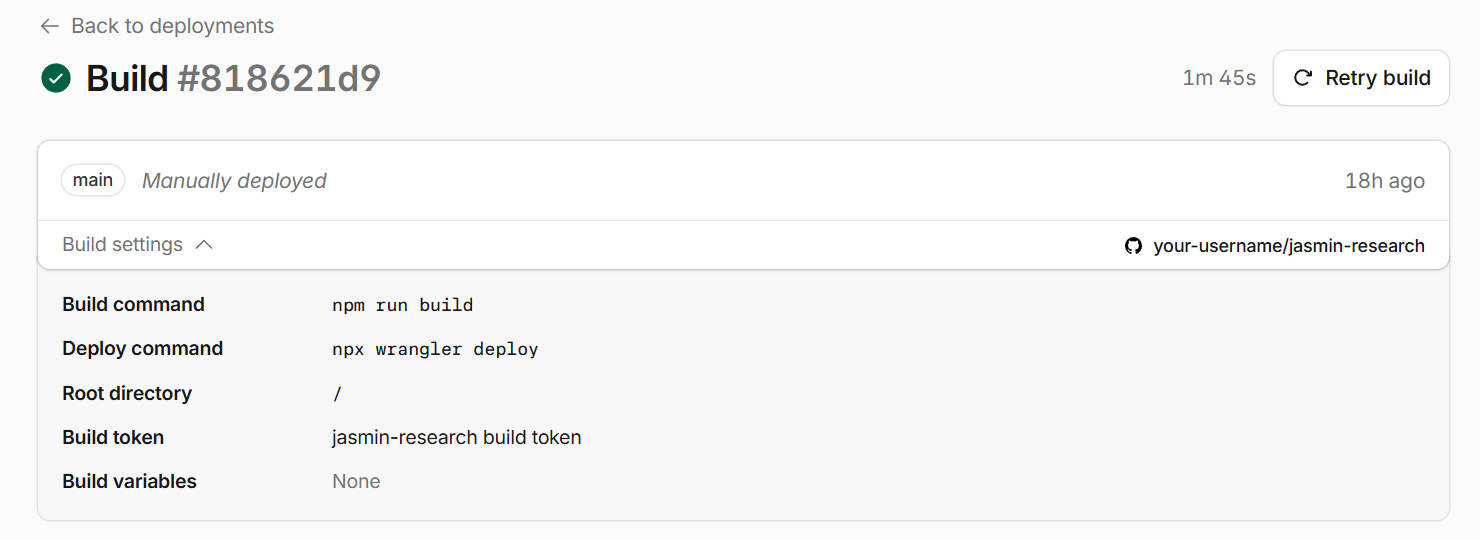 Back to deployments
Build #818621d9
1m 45s
Retry build
main
Manually deployed
18h ago
Build settings
your-username/jasmin-research
Build command npm run build
Deploy command npx wrangler deploy
Root directory /
Build token jasmin-research build token
Build variables None